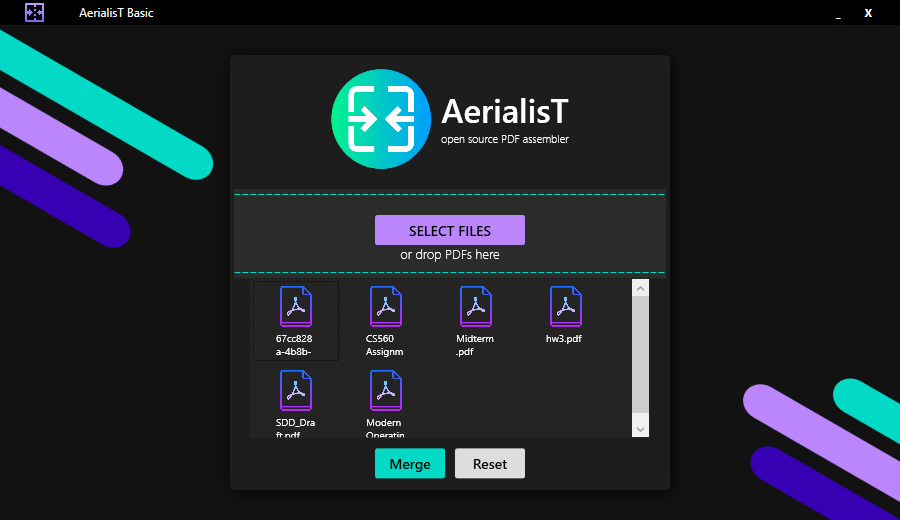 AerialisT Basic
_ X
AerialisT
open source PDF assembler
SELECT FILES
or drop PDFs here
67cc828 CS560 Midterm hw3.pdf
a-4b8b- Assignm .pdf
SDD_Dra Modern
ft.pdf Operatin
Merge Reset